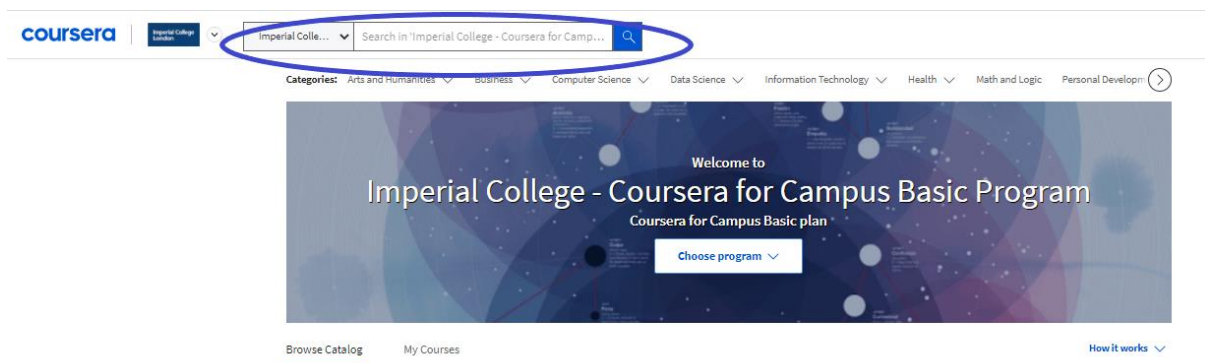 coursera
Imperial College
London
Imperial Colle...
Search in 'Imperial College - Coursera for Camp...
Categories: Arts and Humanities Business Computer Science Data Science Information Technology Health Math and Logic Personal Developm
Welcome to
Imperial College - Coursera for Campus Basic Program
Coursera for Campus Basic plan
Choose program
Browse Catalog My Courses How it works